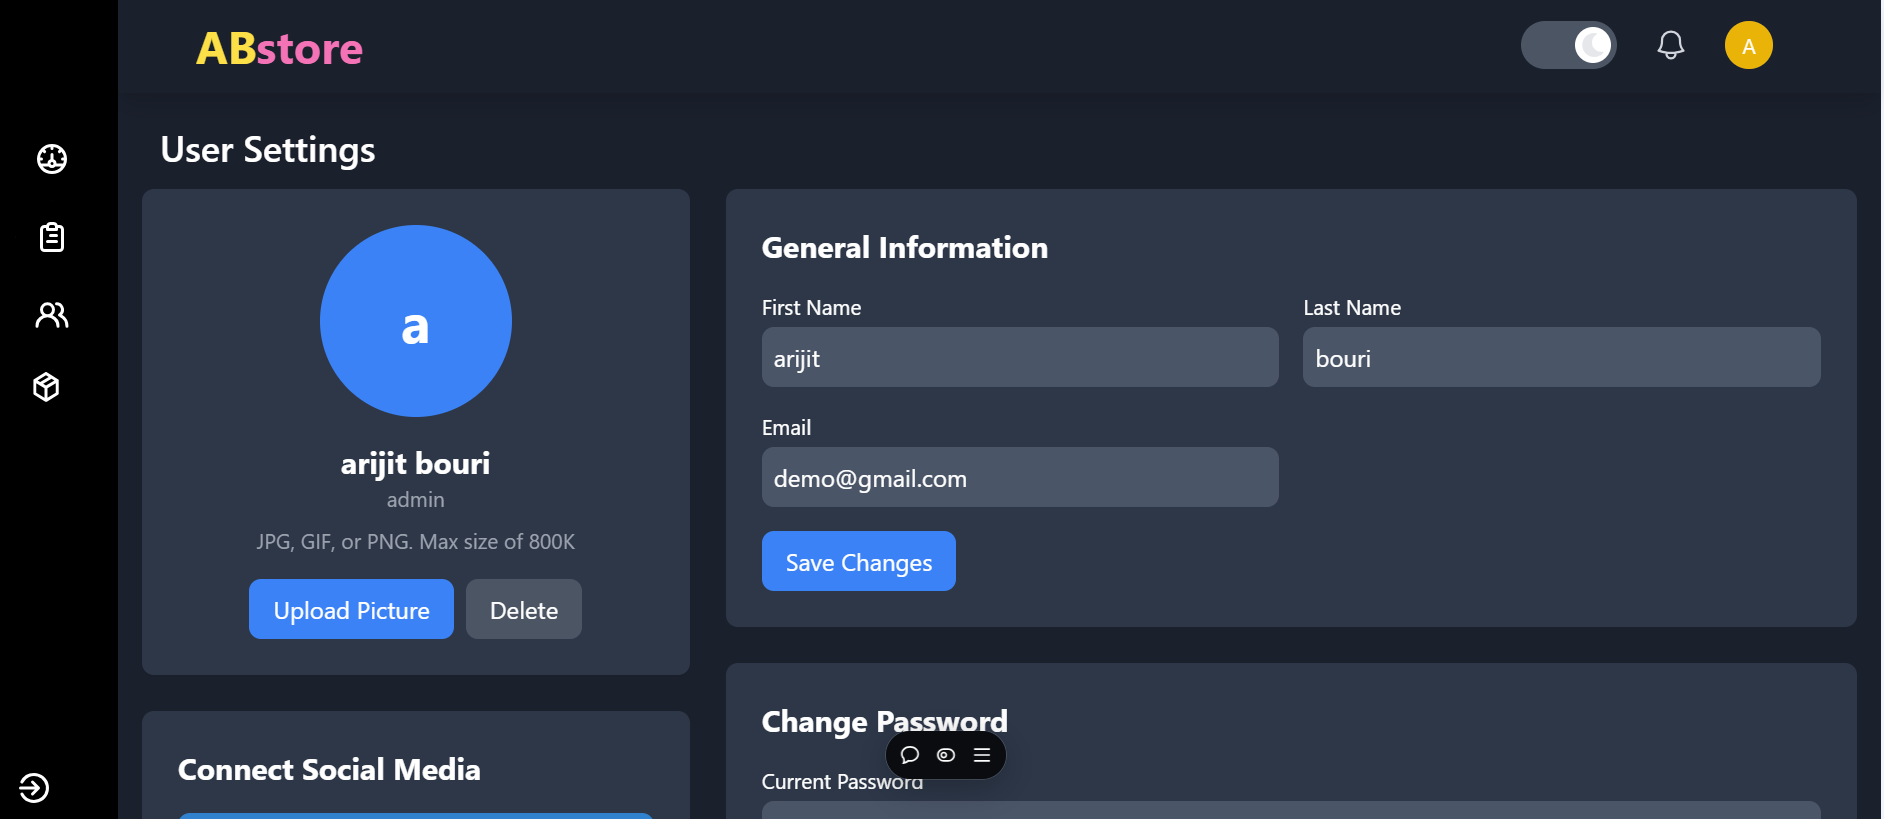 ABstore
A
User Settings
a
arijit bouri
admin
JPG, GIF, or PNG. Max size of 800K
Upload Picture
Delete
Connect Social Media
General Information
First Name
Last Name
arijit
bouri
Email
demo@gmail.com
Save Changes
Change Password
Current Password